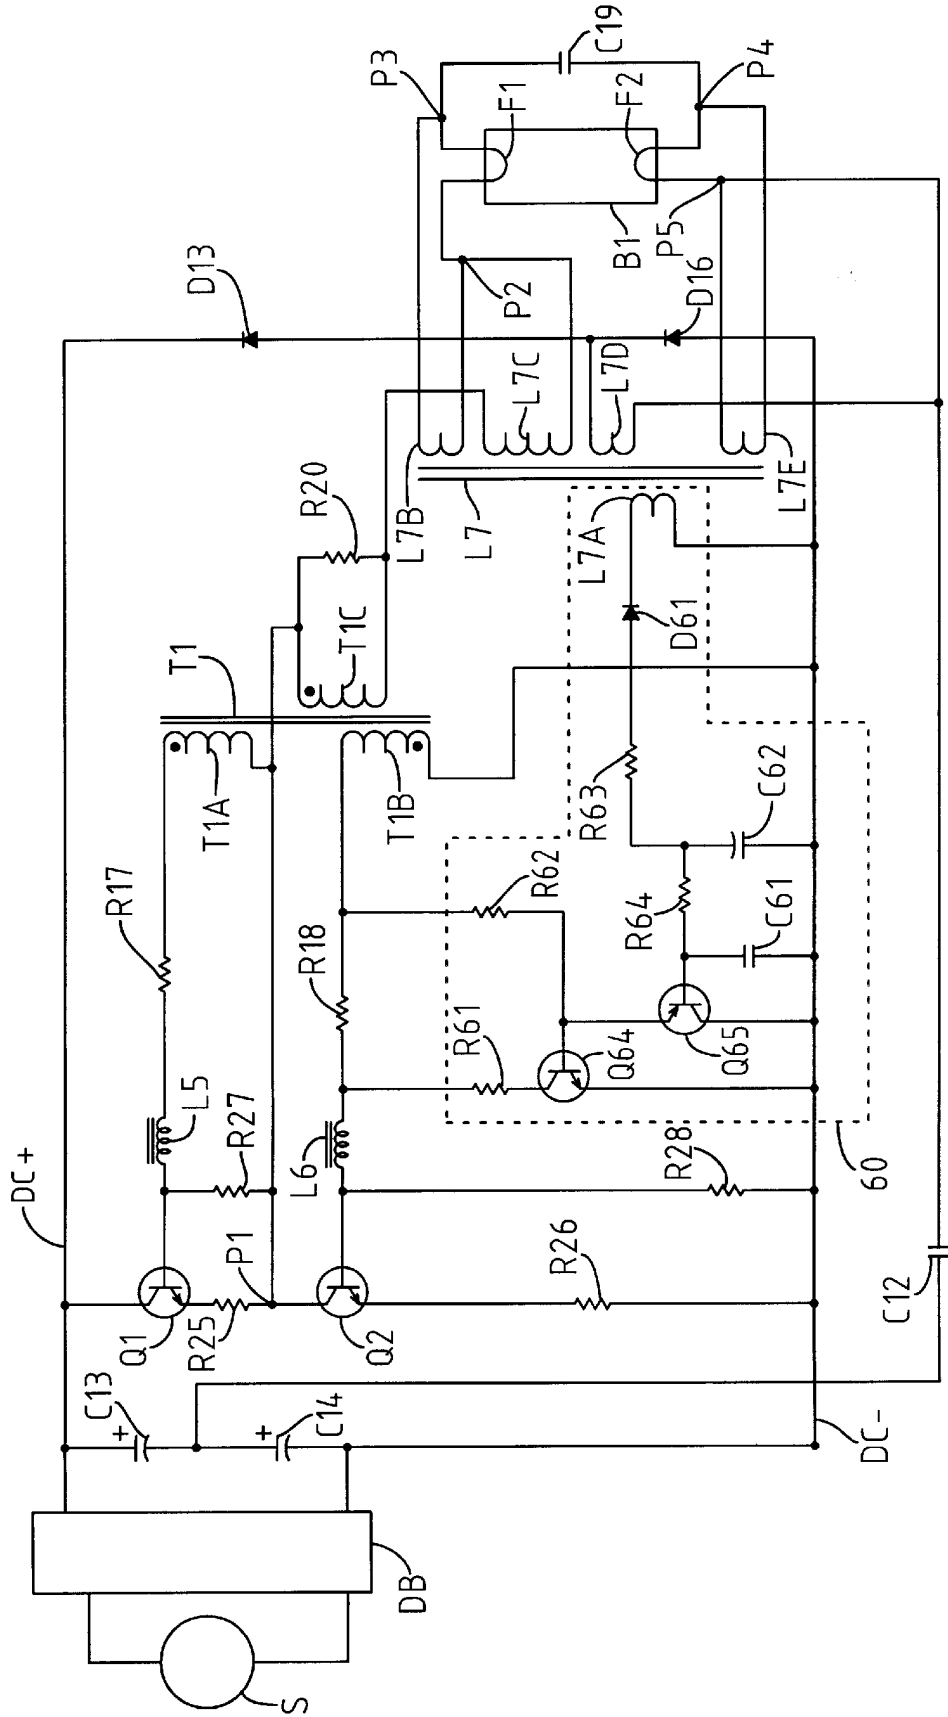 S
DB
DC+
DC-
C13
C14
Q1
R25
P1
Q2
R26
R27
L5
R17
L6
R18
R28
C12
60
T1
T1A
T1B
T1C
R20
R61
R62
Q64
Q65
R64
C61
C62
R63
D61
L7A
L7
L7B
L7C
L7D
L7E
D13
D16
P2
P3
P4
P5
B1
F1
F2
C19
+
+